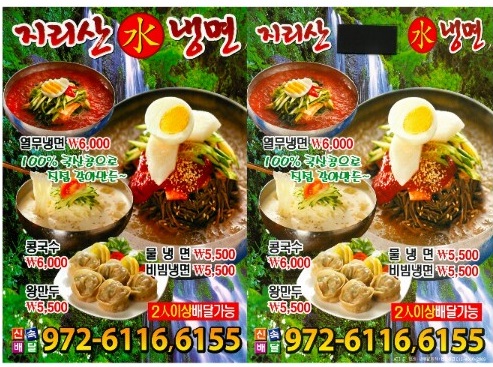 지리산 水 냉면
열무냉면 ₩6,000
100% 국산콩으로
직접 갈아만든~
콩국수
₩6,000
물 냉 면 ₩5,500
비빔냉면 ₩5,500
왕만두
₩5,500
2人이상배달가능
신속
배달 972-6116,6155
지리산 水 냉면
열무냉면 ₩6,000
100% 국산콩으로
직접 갈아만든~
콩국수
₩6,000
물 냉 면 ₩5,500
비빔냉면 ₩5,500
왕만두
₩5,500
2人이상배달가능
신속
배달 972-6116,6155